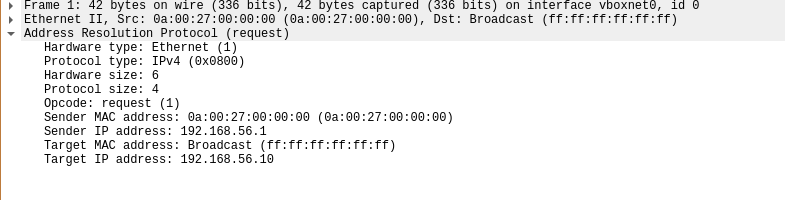 Frame 1: 42 bytes on wire (336 bits), 42 bytes captured (336 bits) on interface vboxnet0, id 0
Ethernet II, Src: 0a:00:27:00:00:00 (0a:00:27:00:00:00), Dst: Broadcast (ff:ff:ff:ff:ff:ff)
Address Resolution Protocol (request)
Hardware type: Ethernet (1)
Protocol type: IPv4 (0x0800)
Hardware size: 6
Protocol size: 4
Opcode: request (1)
Sender MAC address: 0a:00:27:00:00:00 (0a:00:27:00:00:00)
Sender IP address: 192.168.56.1
Target MAC address: Broadcast (ff:ff:ff:ff:ff:ff)
Target IP address: 192.168.56.10